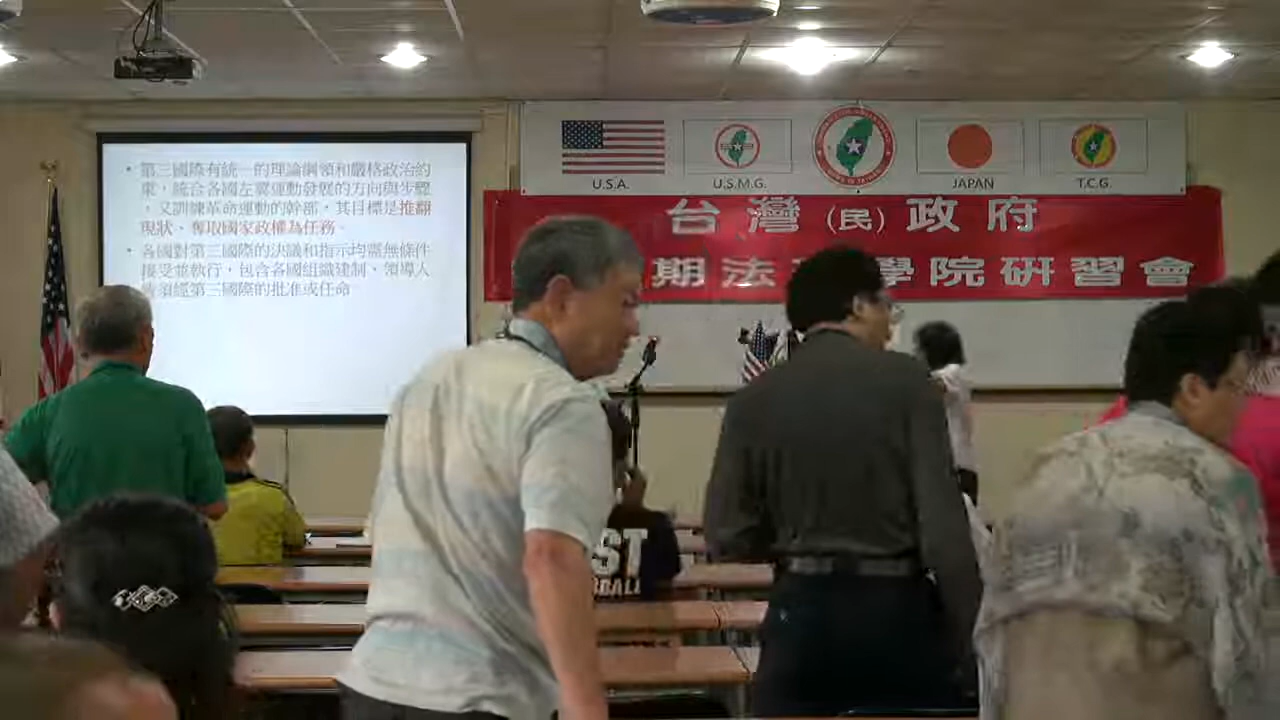 • 第三國際有統一的理論綱領和嚴格政治約
束，統合各國左翼運動發展的方向與步驟
，又訓練革命運動的幹部，其目標是推翻
現狀、奪取國家政權為任務。
• 各國對第三國際的決議和指示均需無條件
接受並執行，包含各國組織建制、領導人
須經第三國際的批准或任命
U.S.A.
U.S.M.G.
JAPAN
T.C.G.
台灣(民)政府
期法 學院研習會
ST